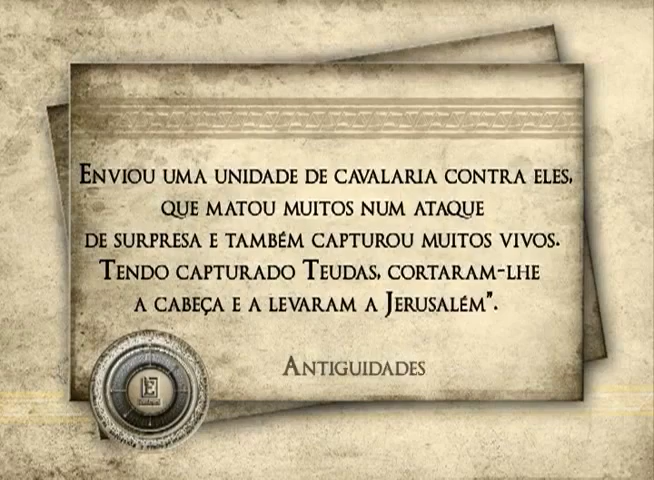 Enviou uma unidade de cavalaria contra eles,
que matou muitos num ataque
de surpresa e também capturou muitos vivos.
Tendo capturado Teudas, cortaram-lhe
a cabeça e a levaram a Jerusalém”.
Antiguidades